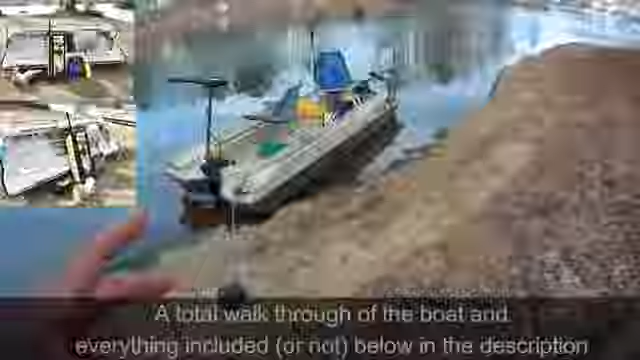 A total walk through of the boat and
everything included (or not) below in the description